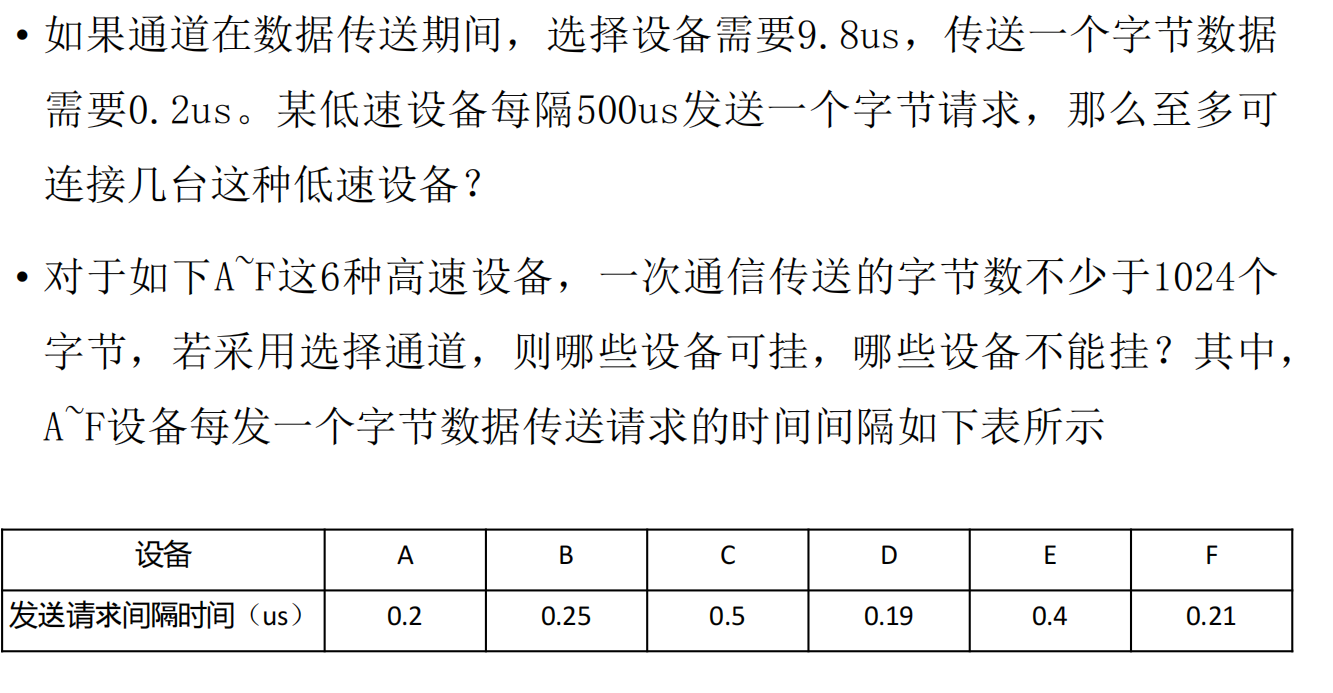 • 如果通道在数据传送期间，选择设备需要9.8us，传送一个字节数据
需要0.2us。某低速设备每隔500us发送一个字节请求，那么至多可
连接几台这种低速设备？
• 对于如下A~F这6种高速设备，一次通信传送的字节数不少于1024个
字节，若采用选择通道，则哪些设备可挂，哪些设备不能挂？其中，
A~F设备每发一个字节数据传送请求的时间间隔如下表所示
设备 A B C D E F
发送请求间隔时间（us） 0.2 0.25 0.5 0.19 0.4 0.21